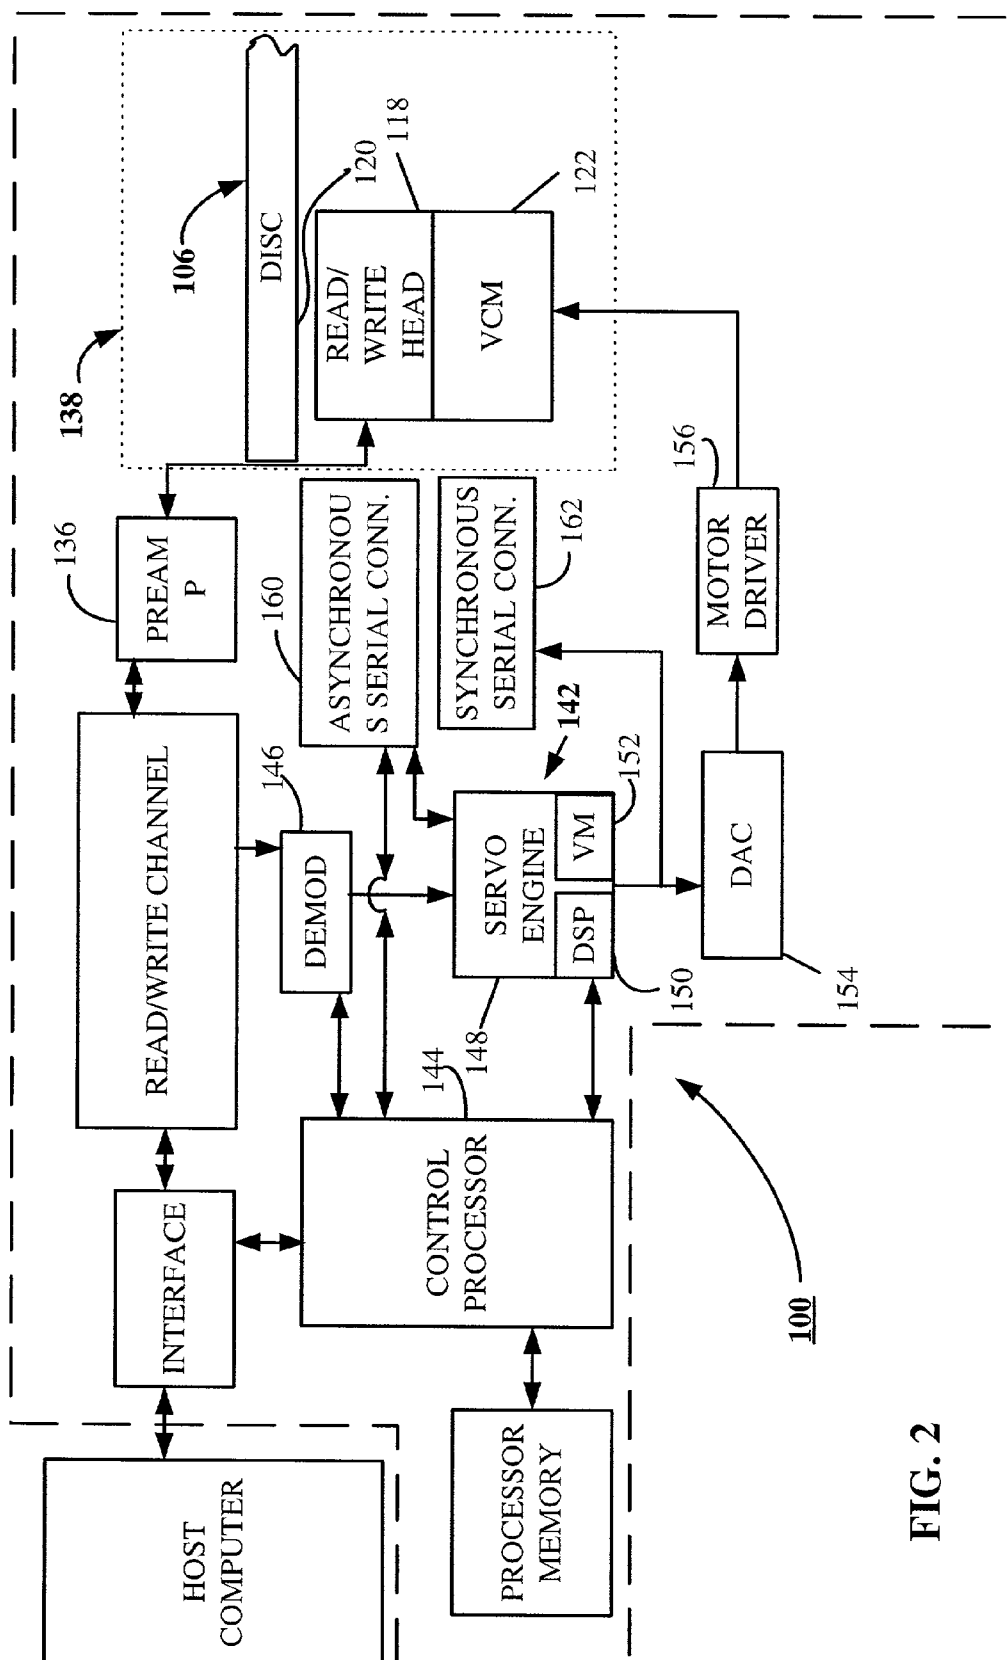 HOST
COMPUTER
INTERFACE
READ/WRITE CHANNEL
136
PREAM
P
138
106
DISC
120
READ/
WRITE
HEAD
118
VCM
122
146
DEMOD
160
ASYNCHRONOU
S SERIAL CONN.
SYNCHRONOUS
SERIAL CONN.
162
142
CONTROL
PROCESSOR
144
148
SERVO
ENGINE
DSP
VM
150
152
PROCESSOR
MEMORY
DAC
154
MOTOR
DRIVER
156
100
FIG. 2